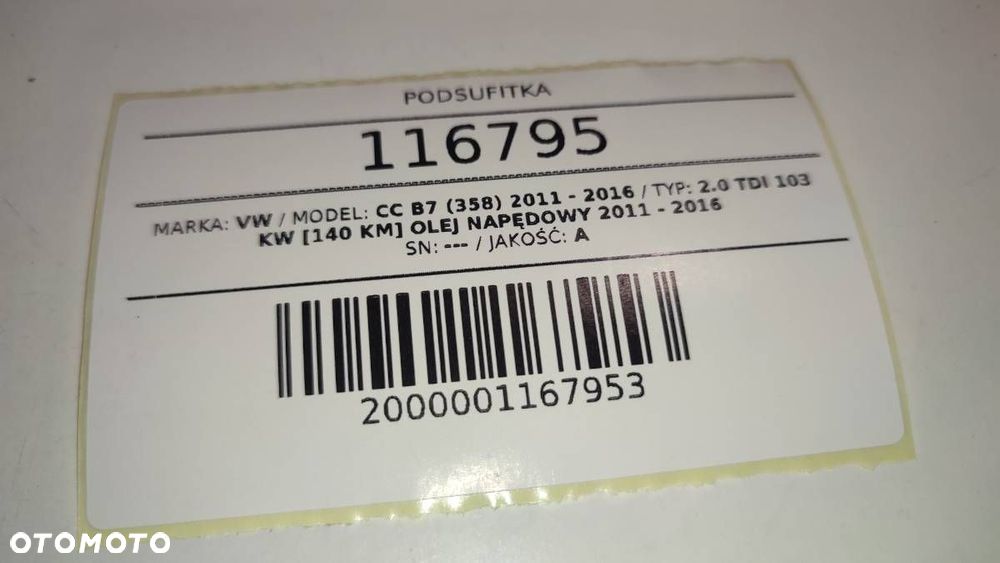 PODSUFITKA
116795
MARKA: VW / MODEL: CC B7 (358) 2011 - 2016 / TYP: 2.0 TDI 103
KW [140 KM] OLEJ NAPĘDOWY 2011 - 2016
SN: --- / JAKOŚĆ: A
2000001167953
OTOMOTO